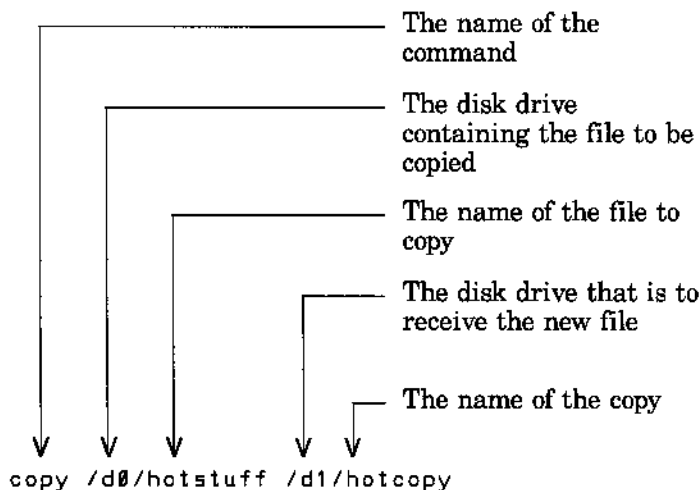 The name of the
command
The disk drive
containing the file to be
copied
The name of the file to
copy
The disk drive that is to
receive the new file
The name of the copy
copy /d0/hotstuff /d1/hotcopy